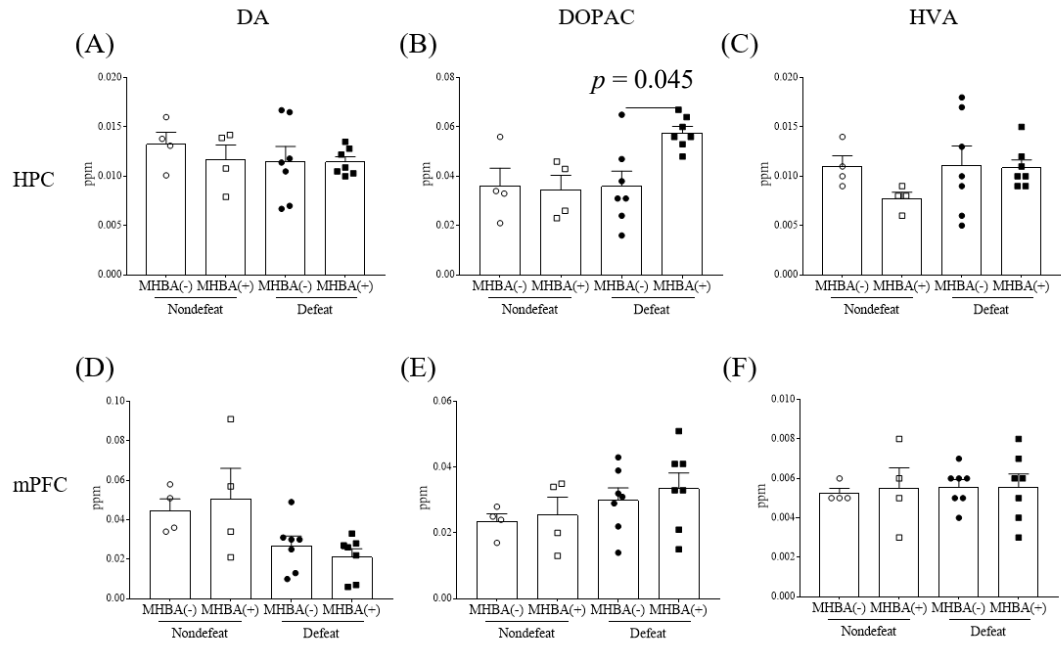 DA DOPAC HVA
(A) (B) (C)
p = 0.045
HPC
ppm
0.020
0.015
0.010
0.005
0.000
MHBA(-) MHBA(+) MHBA(-) MHBA(+)
Nondefeat Defeat
ppm
0.08
0.06
0.04
0.02
0.00
MHBA(-) MHBA(+) MHBA(-) MHBA(+)
Nondefeat Defeat
ppm
0.020
0.015
0.010
0.005
0.000
MHBA(-) MHBA(+) MHBA(-) MHBA(+)
Nondefeat Defeat
(D) (E) (F)
mPFC
ppm
0.10
0.08
0.06
0.04
0.02
0.00
MHBA(-) MHBA(+) MHBA(-) MHBA(+)
Nondefeat Defeat
ppm
0.06
0.04
0.02
0.00
MHBA(-) MHBA(+) MHBA(-) MHBA(+)
Nondefeat Defeat
ppm
0.010
0.008
0.006
0.004
0.002
0.000
MHBA(-) MHBA(+) MHBA(-) MHBA(+)
Nondefeat Defeat